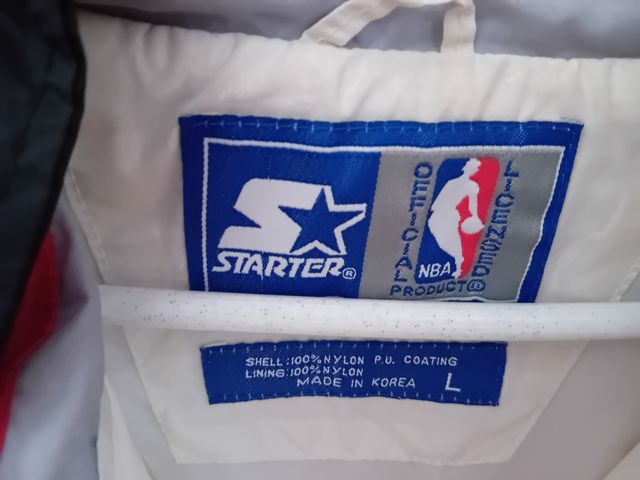 STARTER®
OFFICIAL
LICENSED
NBA
PRODUCT®
SHELL:100%NYLON P.U. COATING
LINING:100%NYLON
MADE IN KOREA L